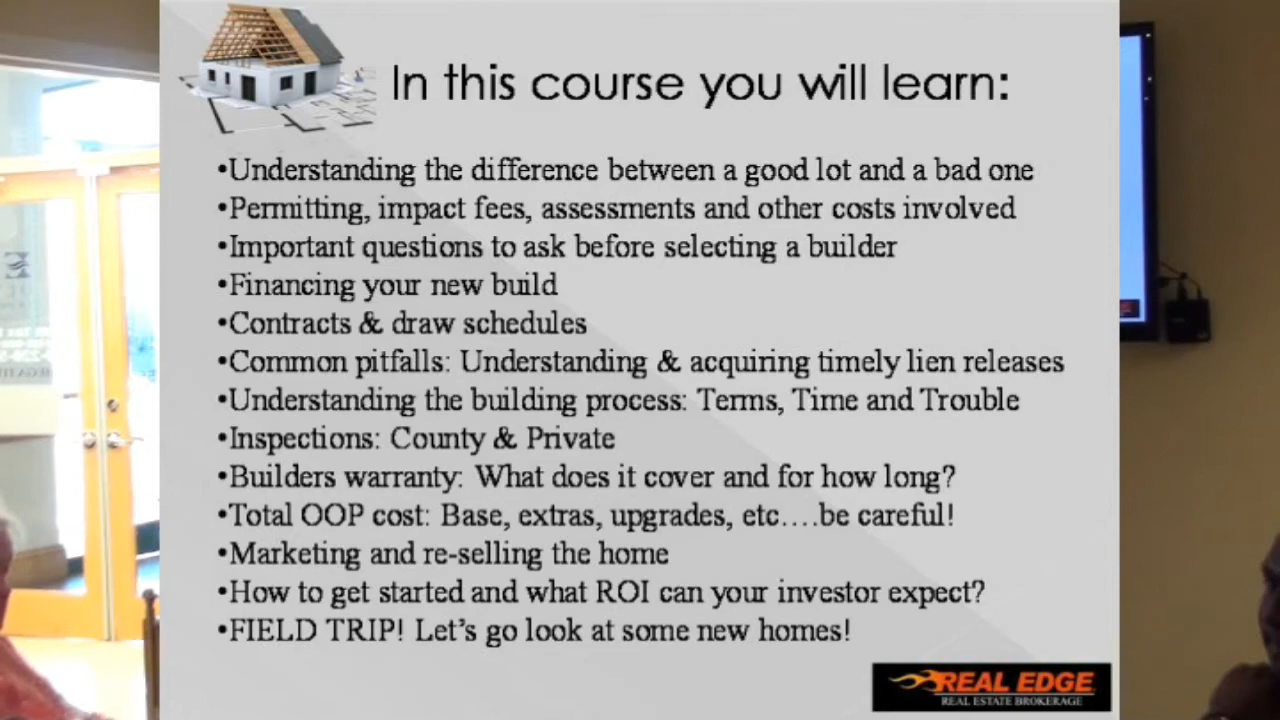 In this course you will learn:
•Understanding the difference between a good lot and a bad one
•Permitting, impact fees, assessments and other costs involved
•Important questions to ask before selecting a builder
•Financing your new build
•Contracts & draw schedules
•Common pitfalls: Understanding & acquiring timely lien releases
•Understanding the building process: Terms, Time and Trouble
•Inspections: County & Private
•Builders warranty: What does it cover and for how long?
•Total OOP cost: Base, extras, upgrades, etc….be careful!
•Marketing and re-selling the home
•How to get started and what ROI can your investor expect?
•FIELD TRIP! Let's go look at some new homes!
REAL EDGE
REAL ESTATE BROKERAGE